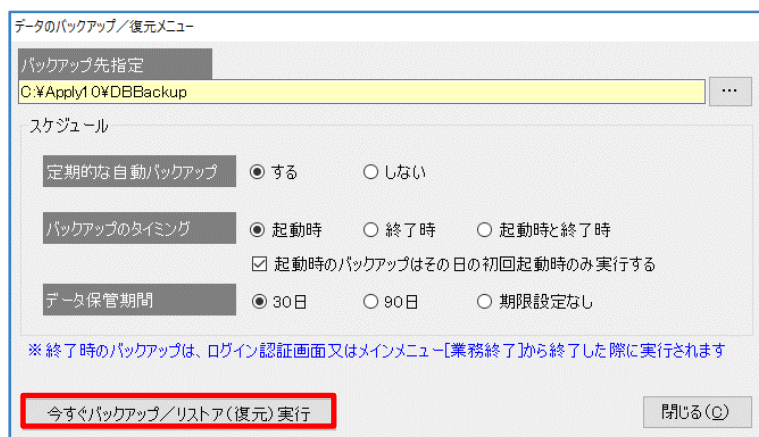 データのバックアップ／復元メニュー
バックアップ先指定
C:¥Apply10¥DBBackup
...
スケジュール
定期的な自動バックアップ する しない
バックアップのタイミング 起動時 終了時 起動時と終了時
起動時のバックアップはその日の初回起動時のみ実行する
データ保管期間 30日 90日 期限設定なし
※終了時のバックアップは、ログイン認証画面又はメインメニュー[業務終了]から終了した際に実行されます
今すぐバックアップ／リストア(復元)実行 閉じる(C)